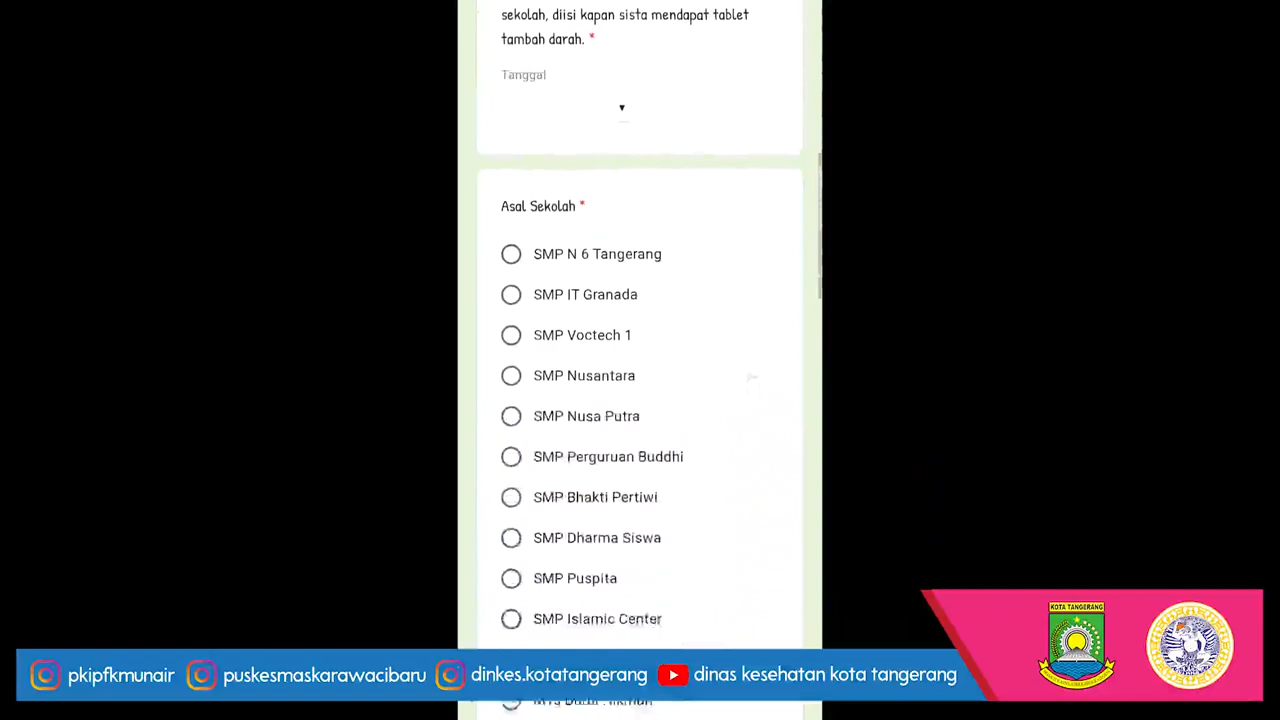 sekolah, diisi kapan sista mendapat tablet
tambah darah. *
Tanggal
Asal Sekolah *
SMP N 6 Tangerang
SMP IT Granada
SMP Voctech 1
SMP Nusantara
SMP Nusa Putra
SMP Perguruan Buddhi
SMP Bhakti Pertiwi
SMP Dharma Siswa
SMP Puspita
SMP Islamic Center
KOTA TANGERANG
pkipfkmunair puskesmaskarawacibaru dinkes.kotatangerang dinas kesehatan kota tangerang